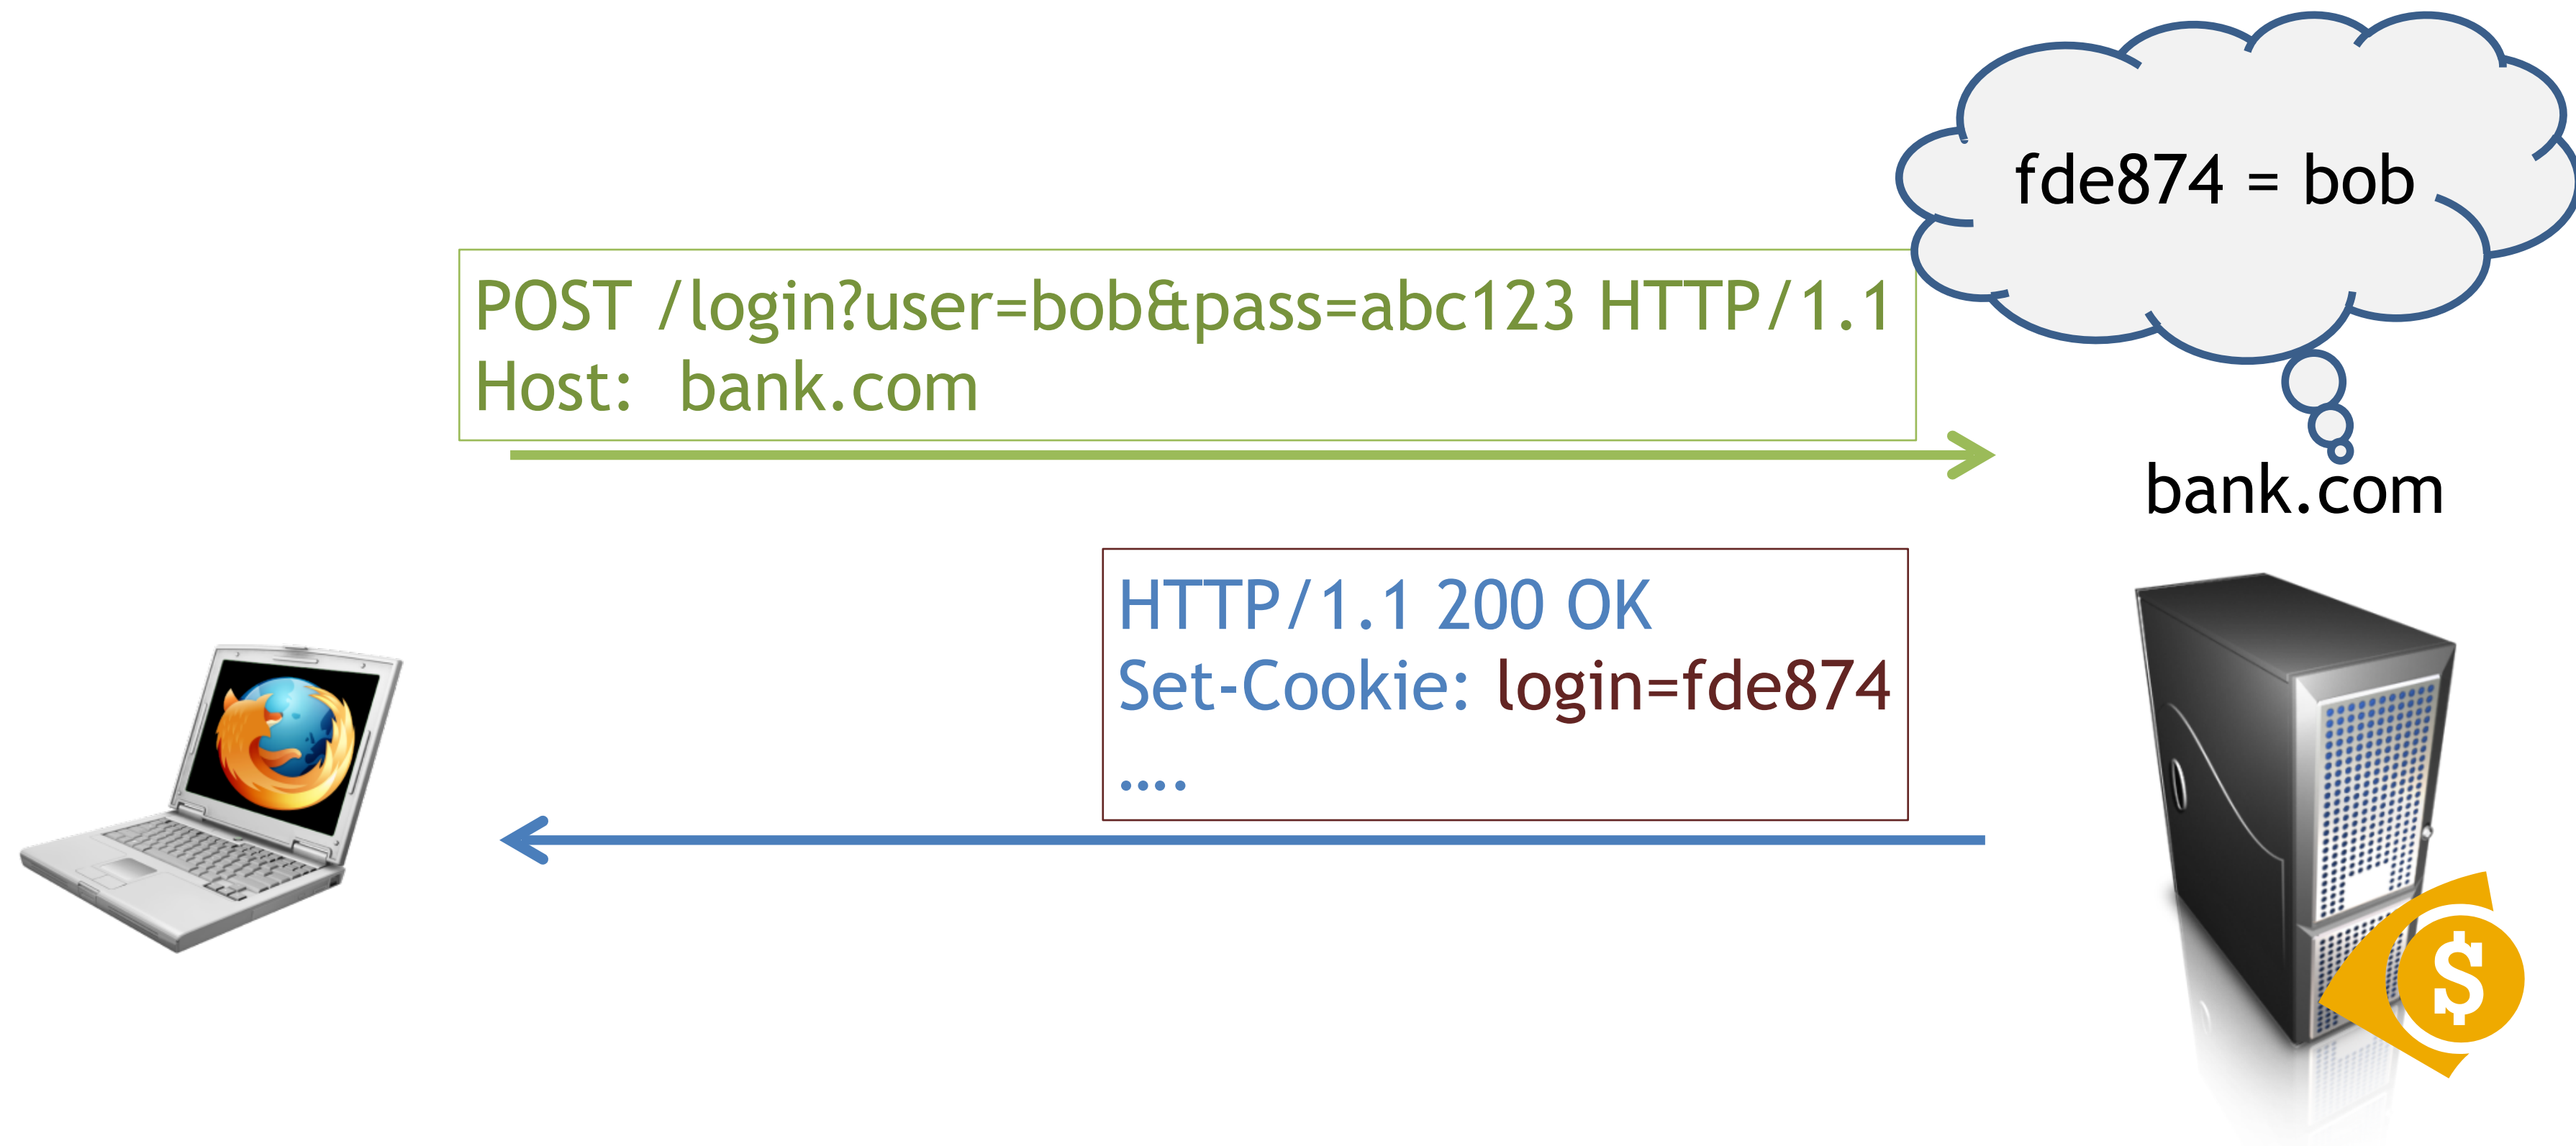 fde874 = bob
POST /login?user=bob&pass=abc123 HTTP/1.1
Host: bank.com
bank.com
HTTP/1.1 200 OK
Set-Cookie: login=fde874
....
$